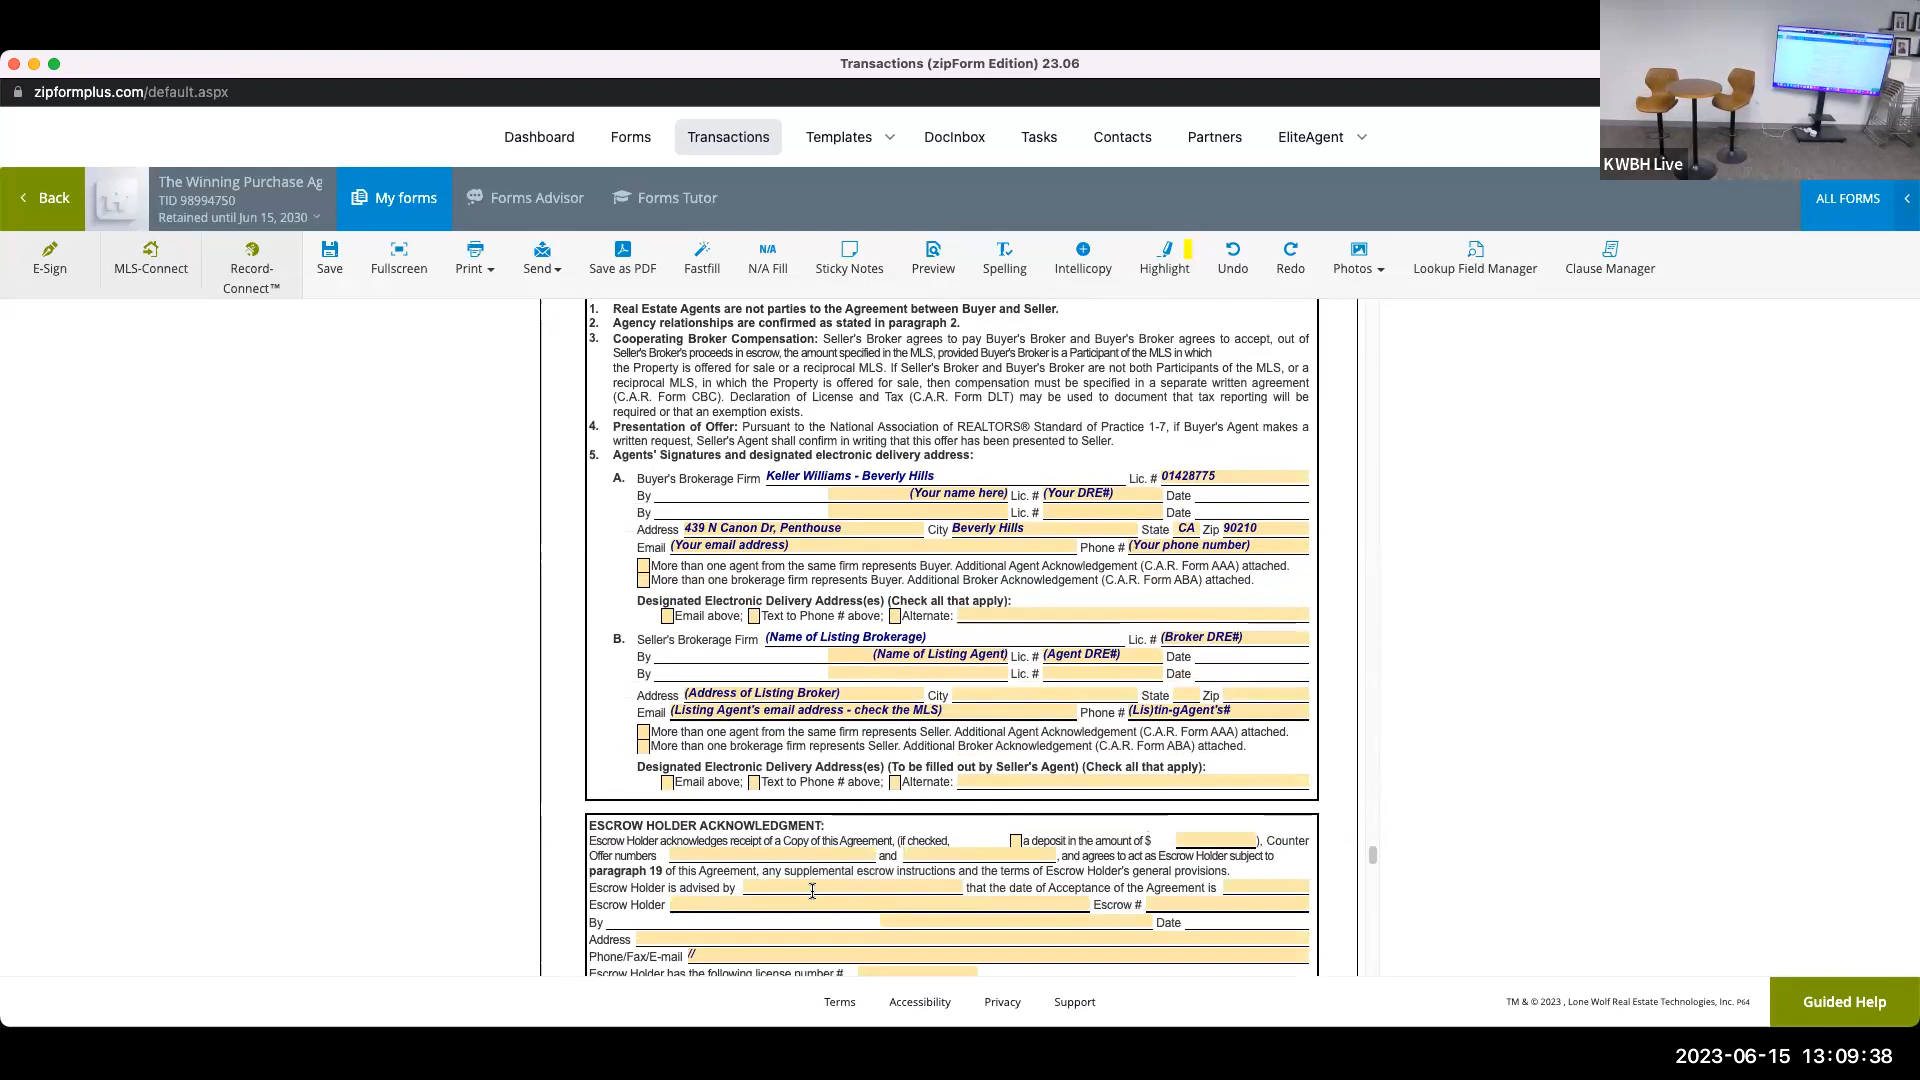 Transactions (zipForm Edition) 23.06
zipformplus.com/default.aspx
Dashboard Forms Transactions Templates DocInbox Tasks Contacts Partners EliteAgent
KWBH Live
Back
The Winning Purchase Ag
TID 98994750
Retained until Jun 15, 2030
My forms Forms Advisor Forms Tutor
ALL FORMS
E-Sign MLS-Connect Record-Connect™ Save Fullscreen Print Send Save as PDF Fastfill N/A N/A Fill Sticky Notes Preview Spelling Intellicopy Highlight Undo Redo Photos Lookup Field Manager Clause Manager
1. Real Estate Agents are not parties to the Agreement between Buyer and Seller.
2. Agency relationships are confirmed as stated in paragraph 2.
3. Cooperating Broker Compensation: Seller's Broker agrees to pay Buyer's Broker and Buyer's Broker agrees to accept, out of
Seller's Broker's proceeds in escrow, the amount specified in the MLS, provided Buyer's Broker is a Participant of the MLS in which
the Property is offered for sale or a reciprocal MLS. If Seller's Broker and Buyer's Broker are not both Participants of the MLS, or a
reciprocal MLS, in which the Property is offered for sale, then compensation must be specified in a separate written agreement
(C.A.R. Form CBC). Declaration of License and Tax (C.A.R. Form DLT) may be used to document that tax reporting will be
required or that an exemption exists.
4. Presentation of Offer: Pursuant to the National Association of REALTORS® Standard of Practice 1-7, if Buyer's Agent makes a
written request, Seller's Agent shall confirm in writing that this offer has been presented to Seller.
5. Agents' Signatures and designated electronic delivery address:
A. Buyer's Brokerage Firm Keller Williams - Beverly Hills Lic. # 01428775
By (Your name here) Lic. # (Your DRE#) Date
By Lic. # Date
Address 439 N Canon Dr, Penthouse City Beverly Hills State CA Zip 90210
Email (Your email address) Phone # (Your phone number)
More than one agent from the same firm represents Buyer. Additional Agent Acknowledgement (C.A.R. Form AAA) attached.
More than one brokerage firm represents Buyer. Additional Broker Acknowledgement (C.A.R. Form ABA) attached.
Designated Electronic Delivery Address(es) (Check all that apply):
Email above; Text to Phone # above; Alternate:
B. Seller's Brokerage Firm (Name of Listing Brokerage) Lic. # (Broker DRE#)
By (Name of Listing Agent) Lic. # (Agent DRE#) Date
By Lic. # Date
Address (Address of Listing Broker) City State Zip
Email (Listing Agent's email address - check the MLS) Phone # (Lis)tin-gAgent's#
More than one agent from the same firm represents Seller. Additional Agent Acknowledgement (C.A.R. Form AAA) attached.
More than one brokerage firm represents Seller. Additional Broker Acknowledgement (C.A.R. Form ABA) attached.
Designated Electronic Delivery Address(es) (To be filled out by Seller's Agent) (Check all that apply):
Email above; Text to Phone # above; Alternate:
ESCROW HOLDER ACKNOWLEDGMENT:
Escrow Holder acknowledges receipt of a Copy of this Agreement, (if checked, a deposit in the amount of $ ), Counter
Offer numbers and , and agrees to act as Escrow Holder subject to
paragraph 19 of this Agreement, any supplemental escrow instructions and the terms of Escrow Holder's general provisions.
Escrow Holder is advised by that the date of Acceptance of the Agreement is
Escrow Holder Escrow #
By Date
Address
Phone/Fax/E-mail //
Escrow Holder has the following license number #
Terms Accessibility Privacy Support
TM & © 2023 , Lone Wolf Real Estate Technologies, Inc. P64
Guided Help
2023-06-15 13:09:38